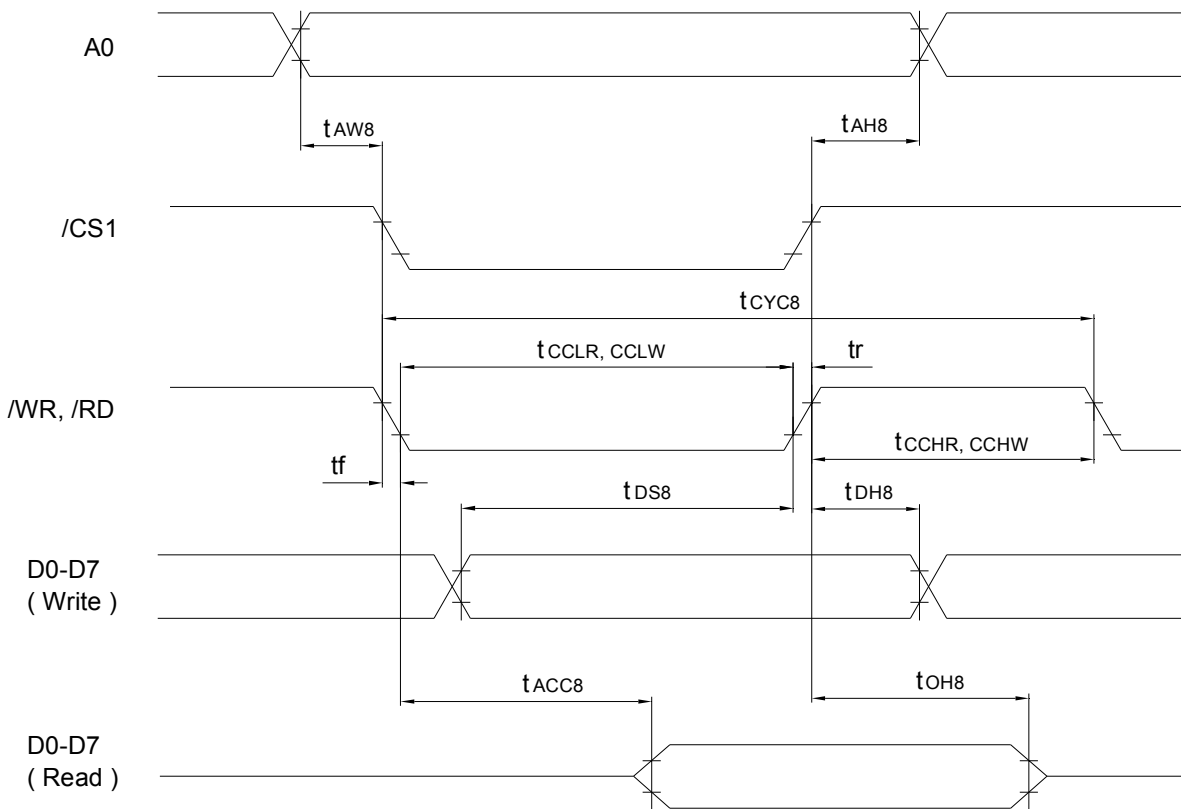 A0
tAW8
tAH8
/CS1
tCYC8
tCCLR, CCLW
tr
/WR, /RD
tCCHR, CCHW
tf
tDS8
tDH8
D0-D7
( Write )
tACC8
tOH8
D0-D7
( Read )